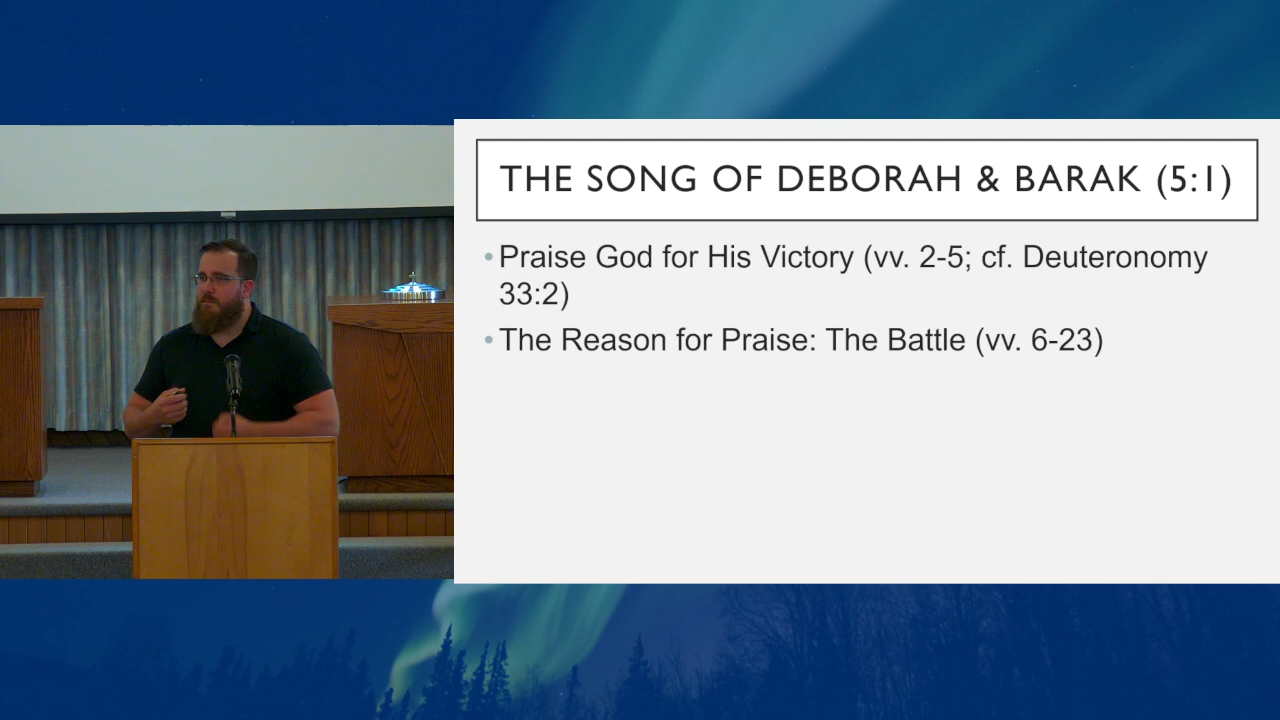 THE SONG OF DEBORAH & BARAK (5:1)
•Praise God for His Victory (vv. 2-5; cf. Deuteronomy
33:2)
•The Reason for Praise: The Battle (vv. 6-23)